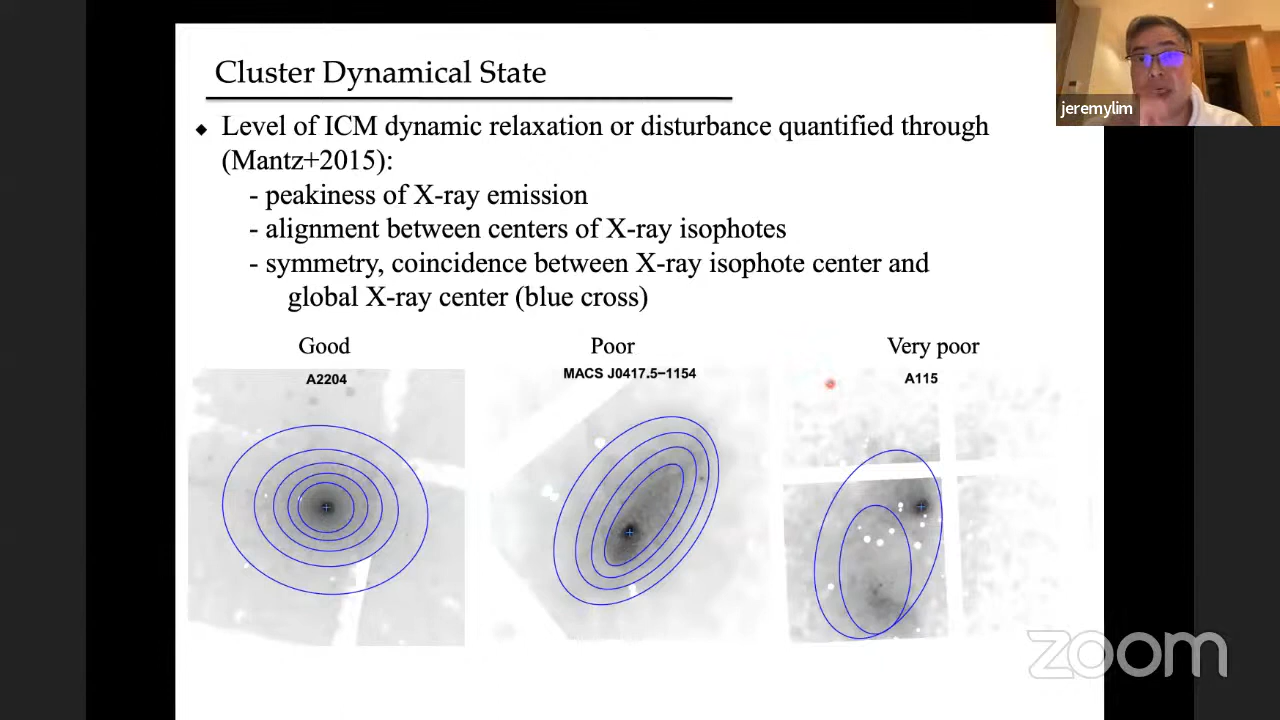 Cluster Dynamical State
◆ Level of ICM dynamic relaxation or disturbance quantified through
(Mantz+2015):
- peakiness of X-ray emission
- alignment between centers of X-ray isophotes
- symmetry, coincidence between X-ray isophote center and
global X-ray center (blue cross)
Good
Poor
Very poor
A2204
MACS J0417.5−1154
A115
jeremylim
zoom